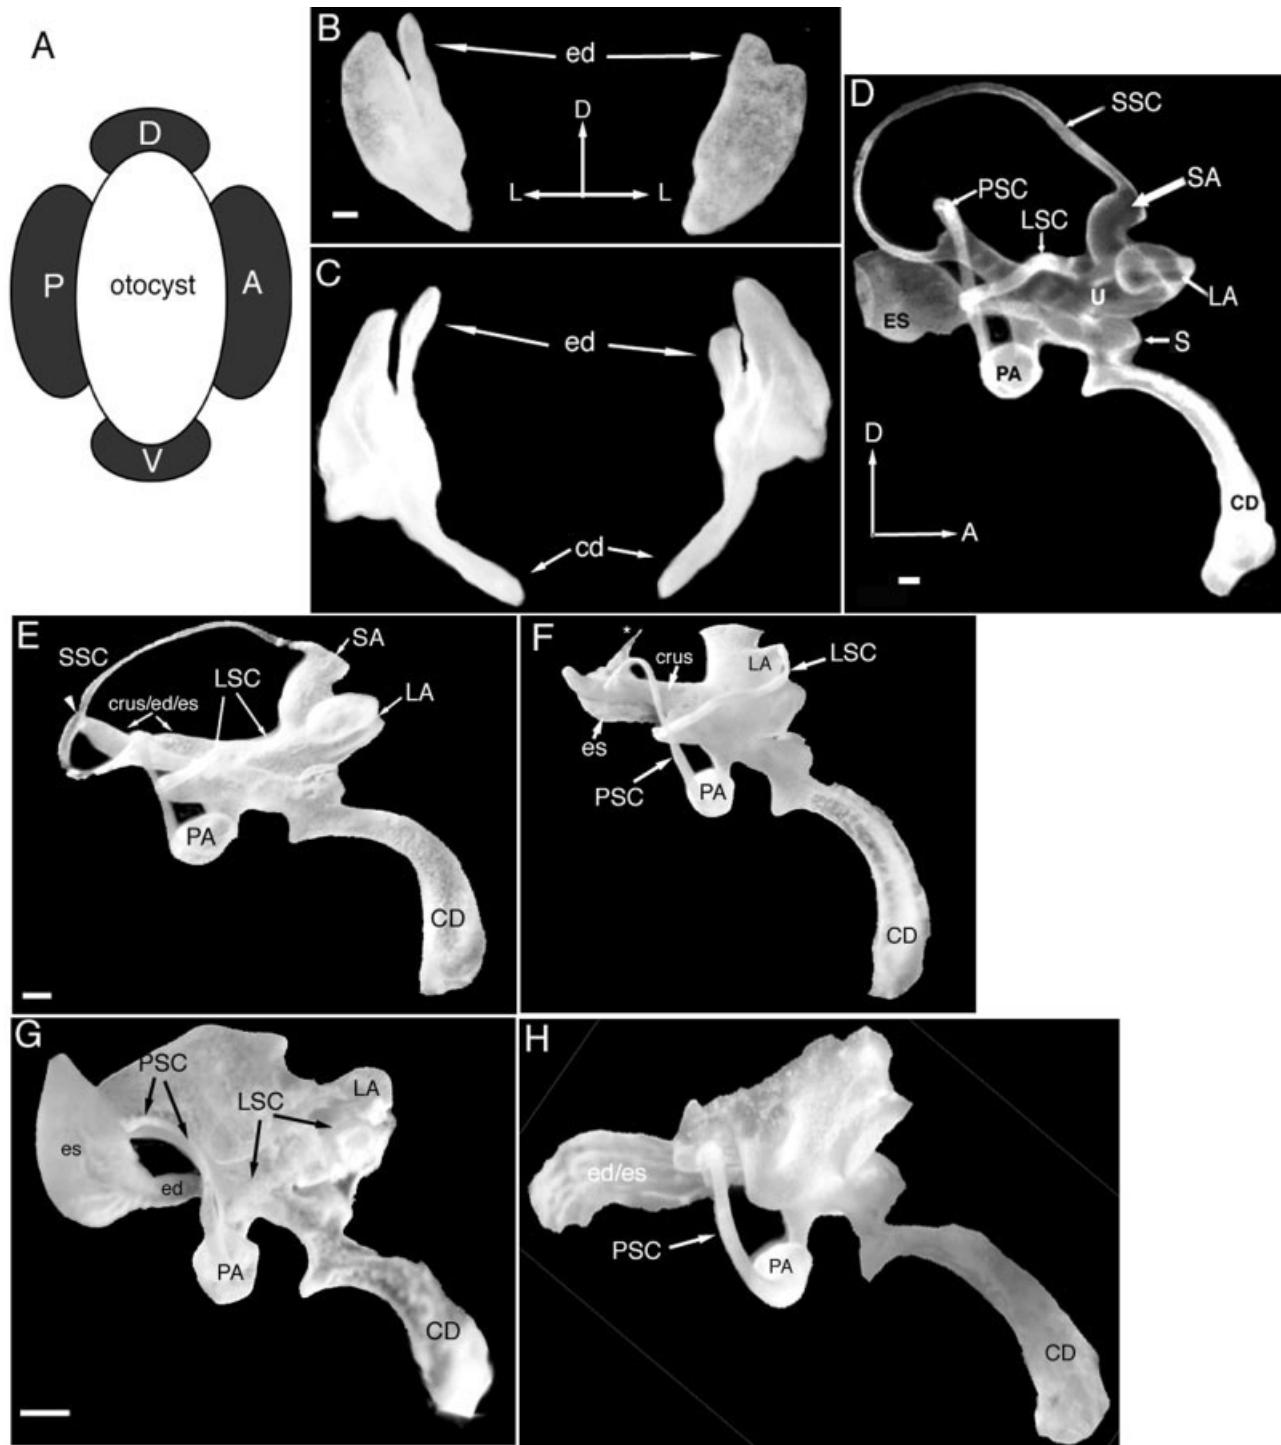 A
D
P
otocyst
A
V
B
ed
D
L
L
C
ed
cd
D
SSC
PSC
SA
LSC
U
LA
ES
S
PA
D
A
CD
E
SSC
SA
LSC
LA
crus/ed/es
PA
CD
F
*
crus
LA
LSC
es
PSC
PA
CD
G
PSC
LA
LSC
es
ed
PA
CD
H
ed/es
PSC
PA
CD